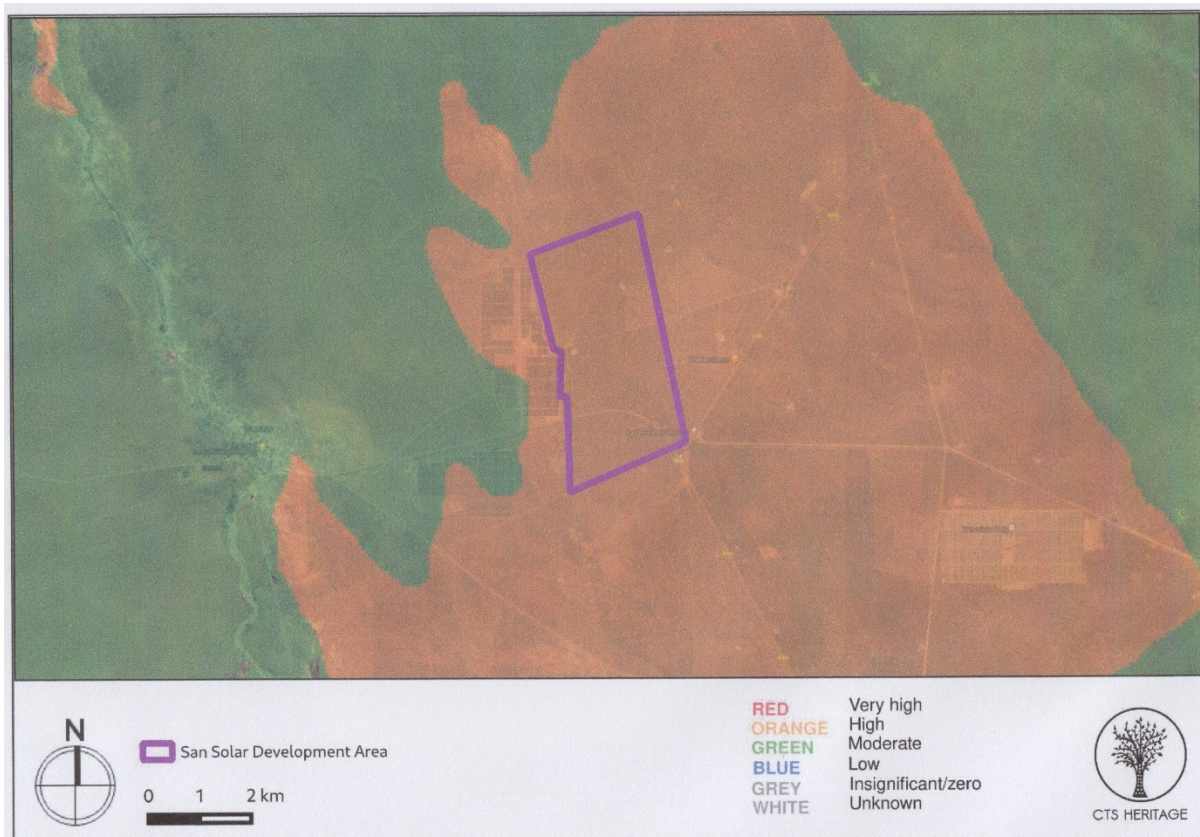 N
San Solar Development Area
0 1 2 km
RED Very high
ORANGE High
GREEN Moderate
BLUE Low
GREY Insignificant/zero
WHITE Unknown
CTS HERITAGE